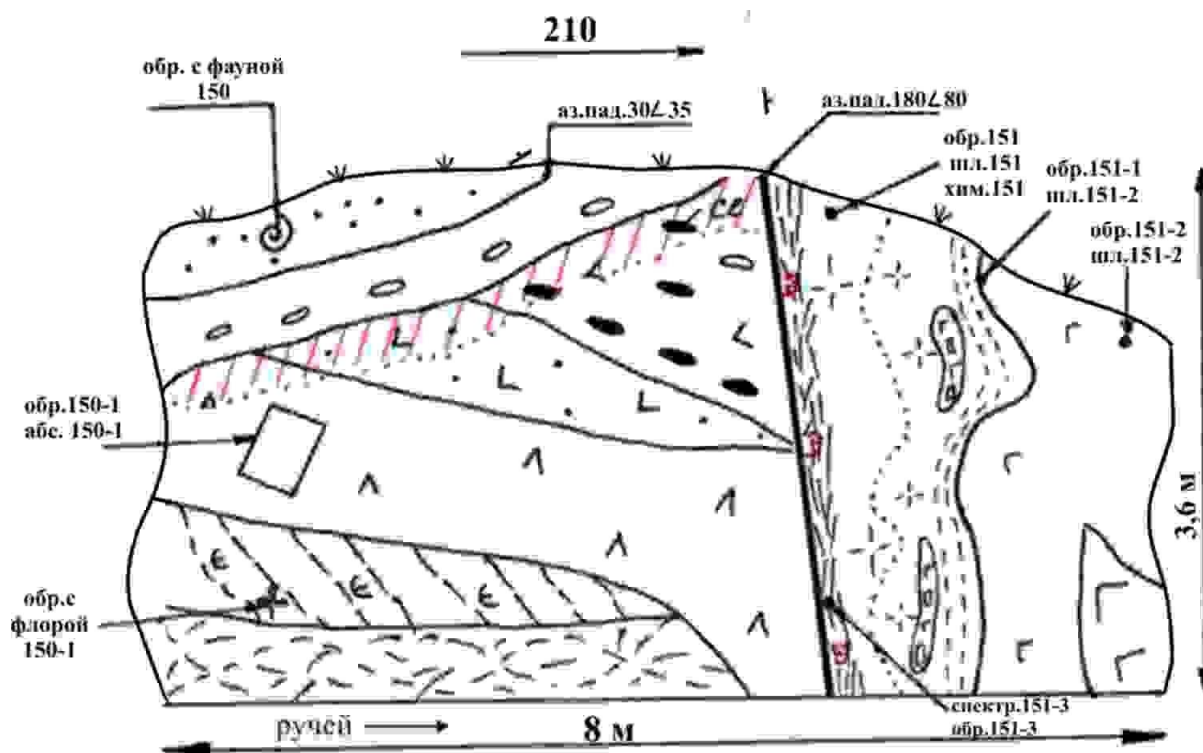 210
обр. с фауной
150
аз.пад.30∠35
аз.пад.180∠80
обр.151
шл.151
хим.151
обр.151-1
шл.151-2
обр.151-2
шл.151-2
обр.150-1
абс. 150-1
3,6 м
обр.с
флорой
150-1
спектр.151-3
обр.151-3
ручей
8 м